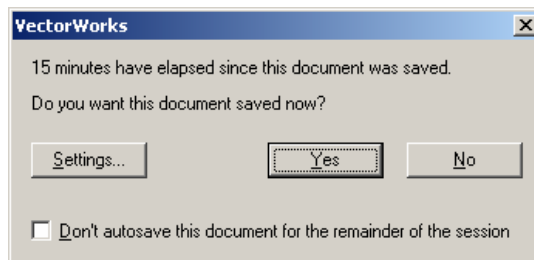 VectorWorks
15 minutes have elapsed since this document was saved.
Do you want this document saved now?
Settings... Yes No
Don't autosave this document for the remainder of the session